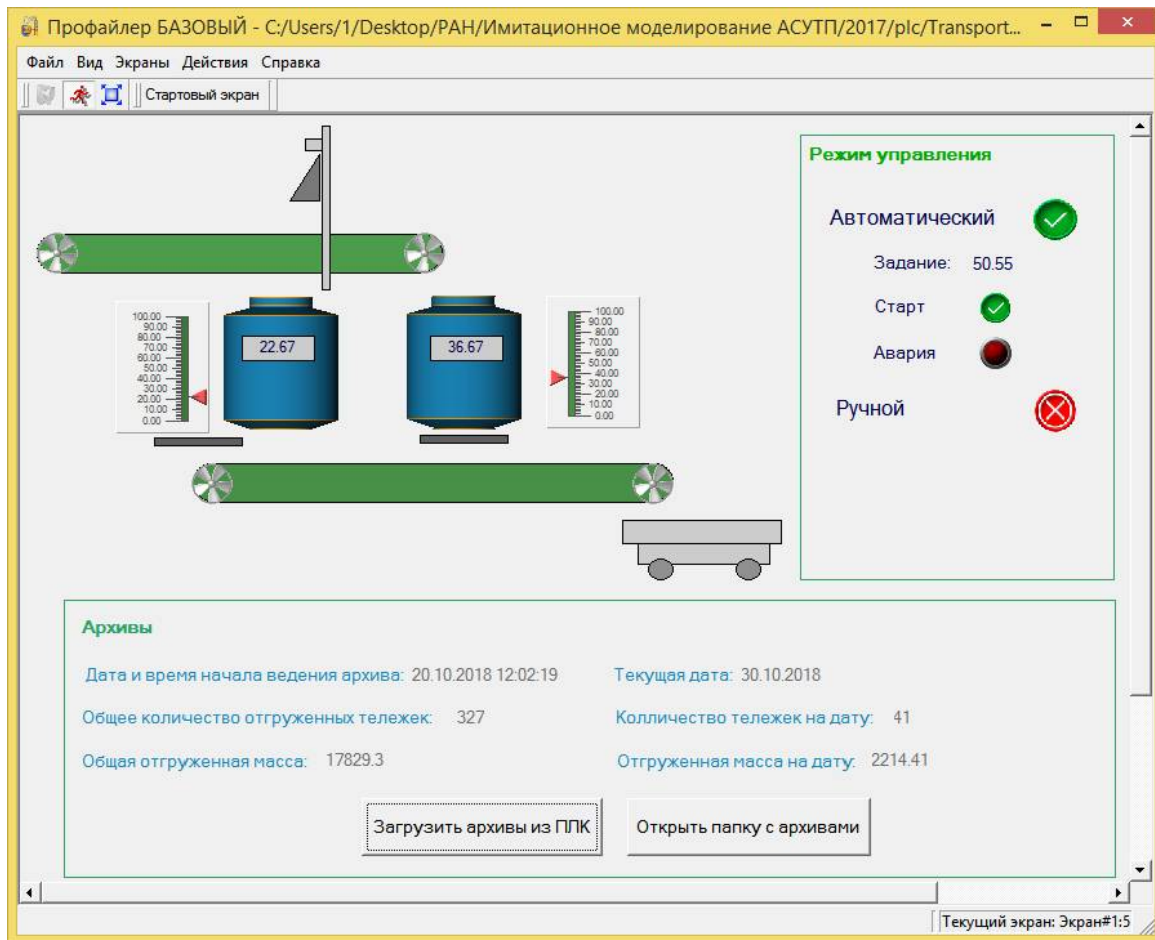 Профайлер БАЗОВЫЙ - C:/Users/1/Desktop/РАН/Имитационное моделирование АСУТП/2017/plc/Transport...
Файл Вид Экраны Действия Справка
Стартовый экран
Режим управления
Автоматический
Задание: 50.55
Старт
Авария
Ручной
100.00
90.00
80.00
70.00
60.00
50.00
40.00
30.00
20.00
10.00
0.00
22.67
36.67
100.00
90.00
80.00
70.00
60.00
50.00
40.00
30.00
20.00
10.00
0.00
Архивы
Дата и время начала ведения архива: 20.10.2018 12:02:19 Текущая дата: 30.10.2018
Общее количество отгруженных тележек: 327 Колличество тележек на дату: 41
Общая отгруженная масса: 17829.3 Отгруженная масса на дату: 2214.41
Загрузить архивы из ПЛК Открыть папку с архивами
Текущий экран: Экран#1:5